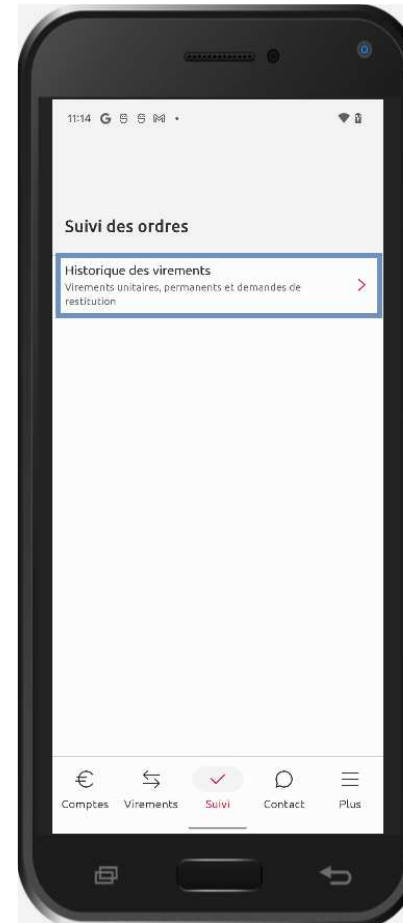 11:14 G
Suivi des ordres
Historique des virements
Virements unitaires, permanents et demandes de
restitution
Comptes Virements Suivi Contact Plus